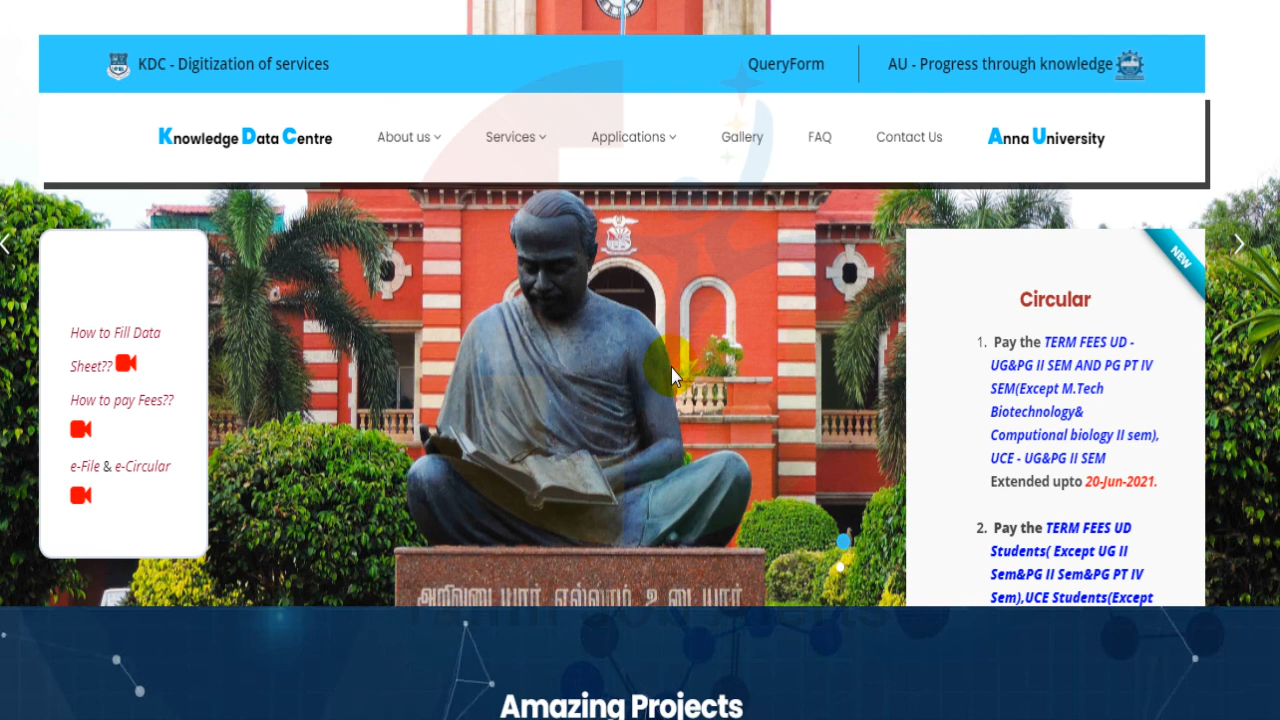 KDC - Digitization of services
QueryForm
AU - Progress through knowledge
Knowledge Data Centre
About us
Services
Applications
Gallery
FAQ
Contact Us
Anna University
NEW
How to Fill Data
Sheet??
How to pay Fees??
e-File & e-Circular
Circular
1. Pay the TERM FEES UD -
UG&PG II SEM AND PG PT IV
SEM(Except M.Tech
Biotechnology&
Computional biology II sem),
UCE - UG&PG II SEM
Extended upto 20-Jun-2021.
2. Pay the TERM FEES UD
Students( Except UG II
Sem&PG II Sem&PG PT IV
Sem),UCE Students(Except
அறிவுடையார் எல்லாம் உடையார்
Amazing Projects